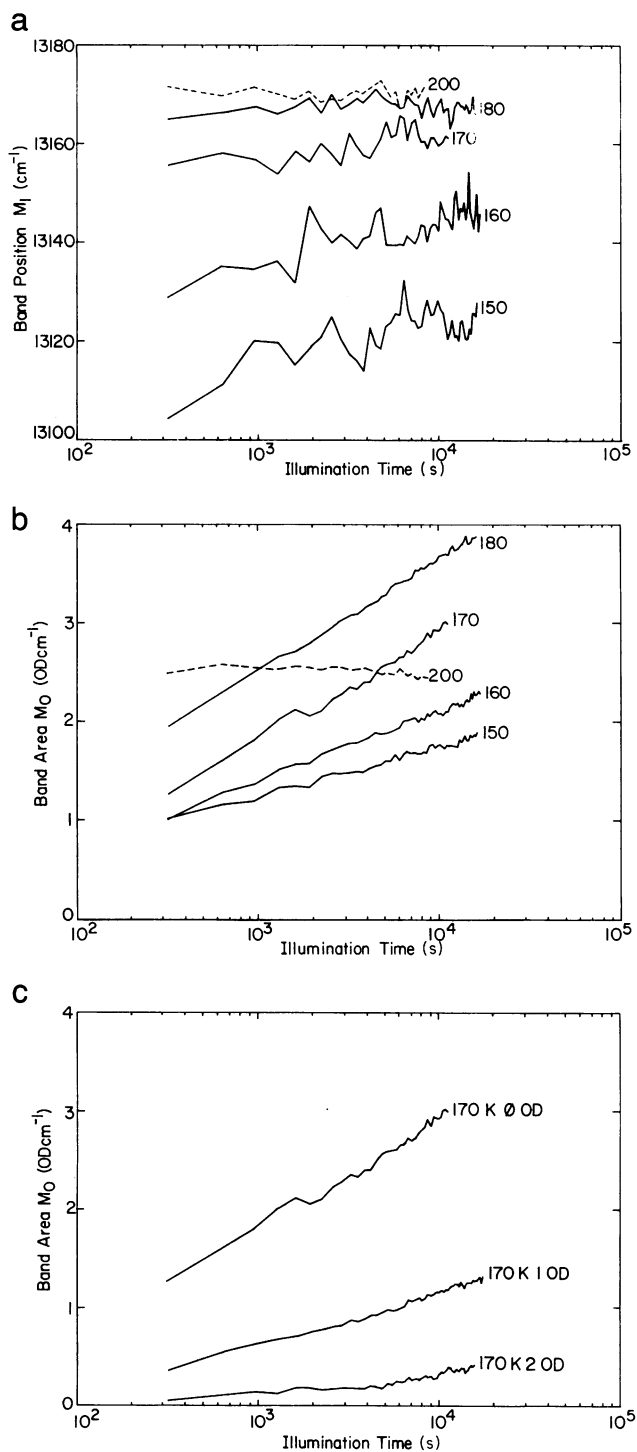 a
13180
13160
13140
13120
13100
Band Position M1 (cm-1)
200
180
170
160
150
10² 10³ 10⁴ 10⁵
Illumination Time (s)
b
4
3
2
1
0
Band Area M0 (ODcm-1)
180
170
200
160
150
10² 10³ 10⁴ 10⁵
Illumination Time (s)
c
4
3
2
1
0
Band Area M0 (ODcm-1)
170 K Ø OD
170 K 1 OD
170 K 2 OD
10² 10³ 10⁴ 10⁵
Illumination Time (s)